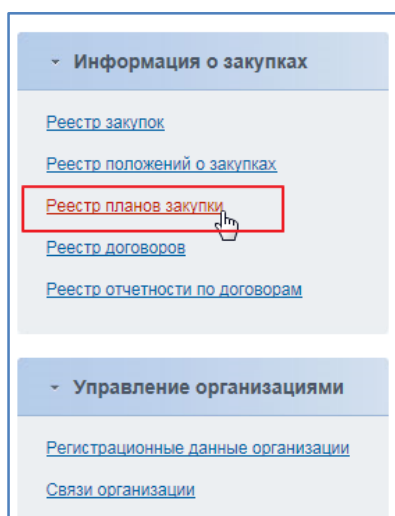 Информация о закупках
Реестр закупок
Реестр положений о закупках
Реестр планов закупки
Реестр договоров
Реестр отчетности по договорам
Управление организациями
Регистрационные данные организации
Связи организации